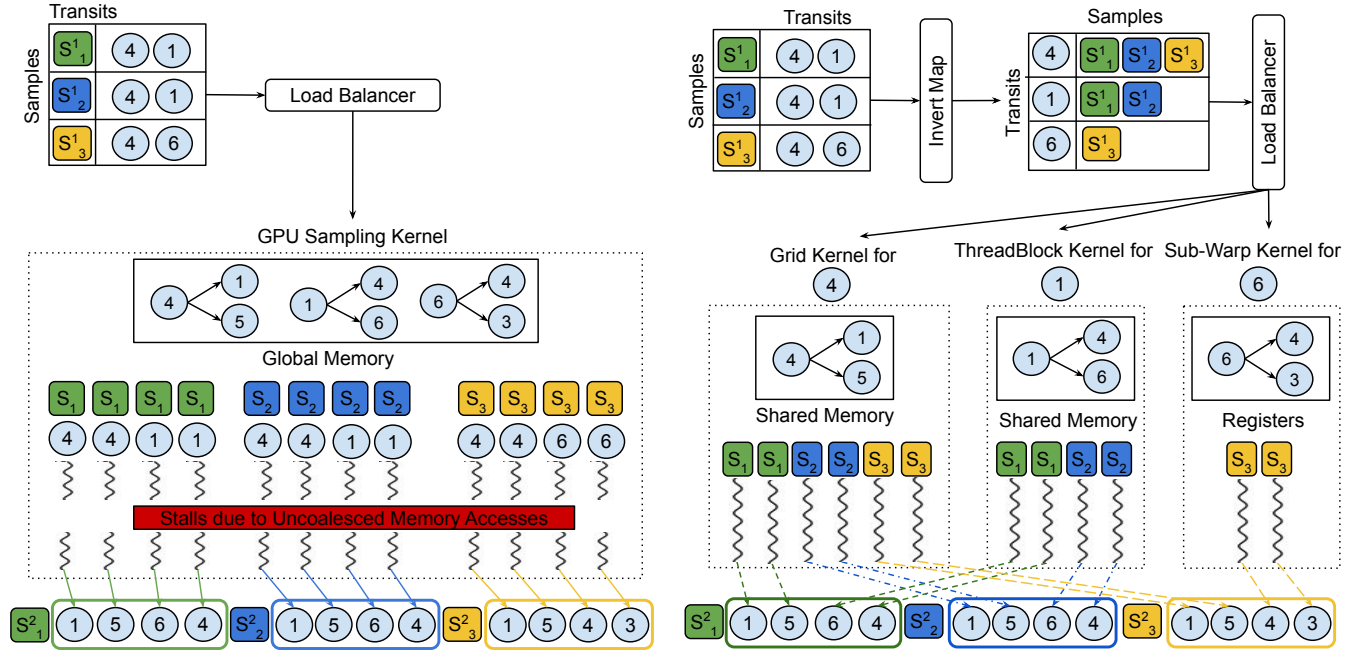 Transits
Samples
S¹₁ 4 1
S¹₂ 4 1
S¹₃ 4 6
Load Balancer
GPU Sampling Kernel
4 1 5
1 4 6
6 4 3
Global Memory
S₁ S₁ S₁ S₁ S₂ S₂ S₂ S₂ S₃ S₃ S₃ S₃
4 4 1 1 4 4 1 1 4 4 6 6
Stalls due to Uncoalesced Memory Accesses
S²₁ 1 5 6 4 S²₂ 1 5 6 4 S²₃ 1 5 4 3
Transits
Samples
S¹₁ 4 1
S¹₂ 4 1
S¹₃ 4 6
Invert Map
Samples
Transits
4 S¹₁ S¹₂ S¹₃
1 S¹₁ S¹₂
6 S¹₃
Load Balancer
Grid Kernel for
4
4 1 5
Shared Memory
S₁ S₁ S₂ S₂ S₃ S₃
ThreadBlock Kernel for
1
1 4 6
Shared Memory
S₁ S₁ S₂ S₂
Sub-Warp Kernel for
6
6 4 3
Registers
S₃ S₃
S²₁ 1 5 6 4 S²₂ 1 5 6 4 S²₃ 1 5 4 3